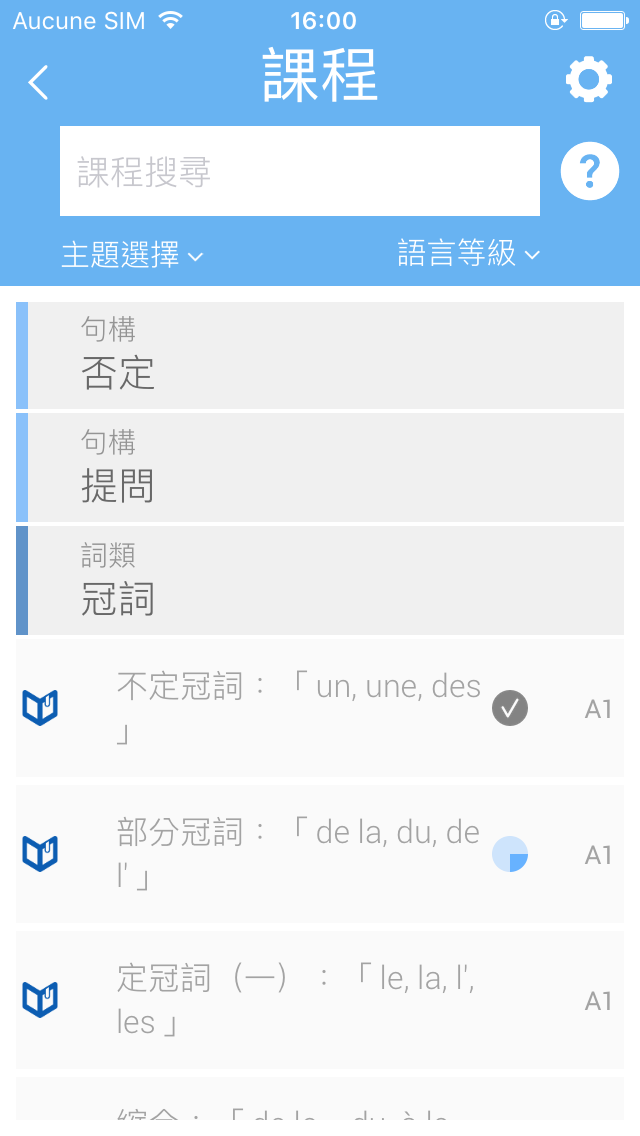 Aucune SIM 16:00
課程
課程搜尋
?
主題選擇 語言等級
句構
否定
句構
提問
詞類
冠詞
不定冠詞：「 un, une, des
」
A1
部分冠詞：「 de la, du, de
l' 」
A1
定冠詞（一）：「 le, la, l',
les 」
A1